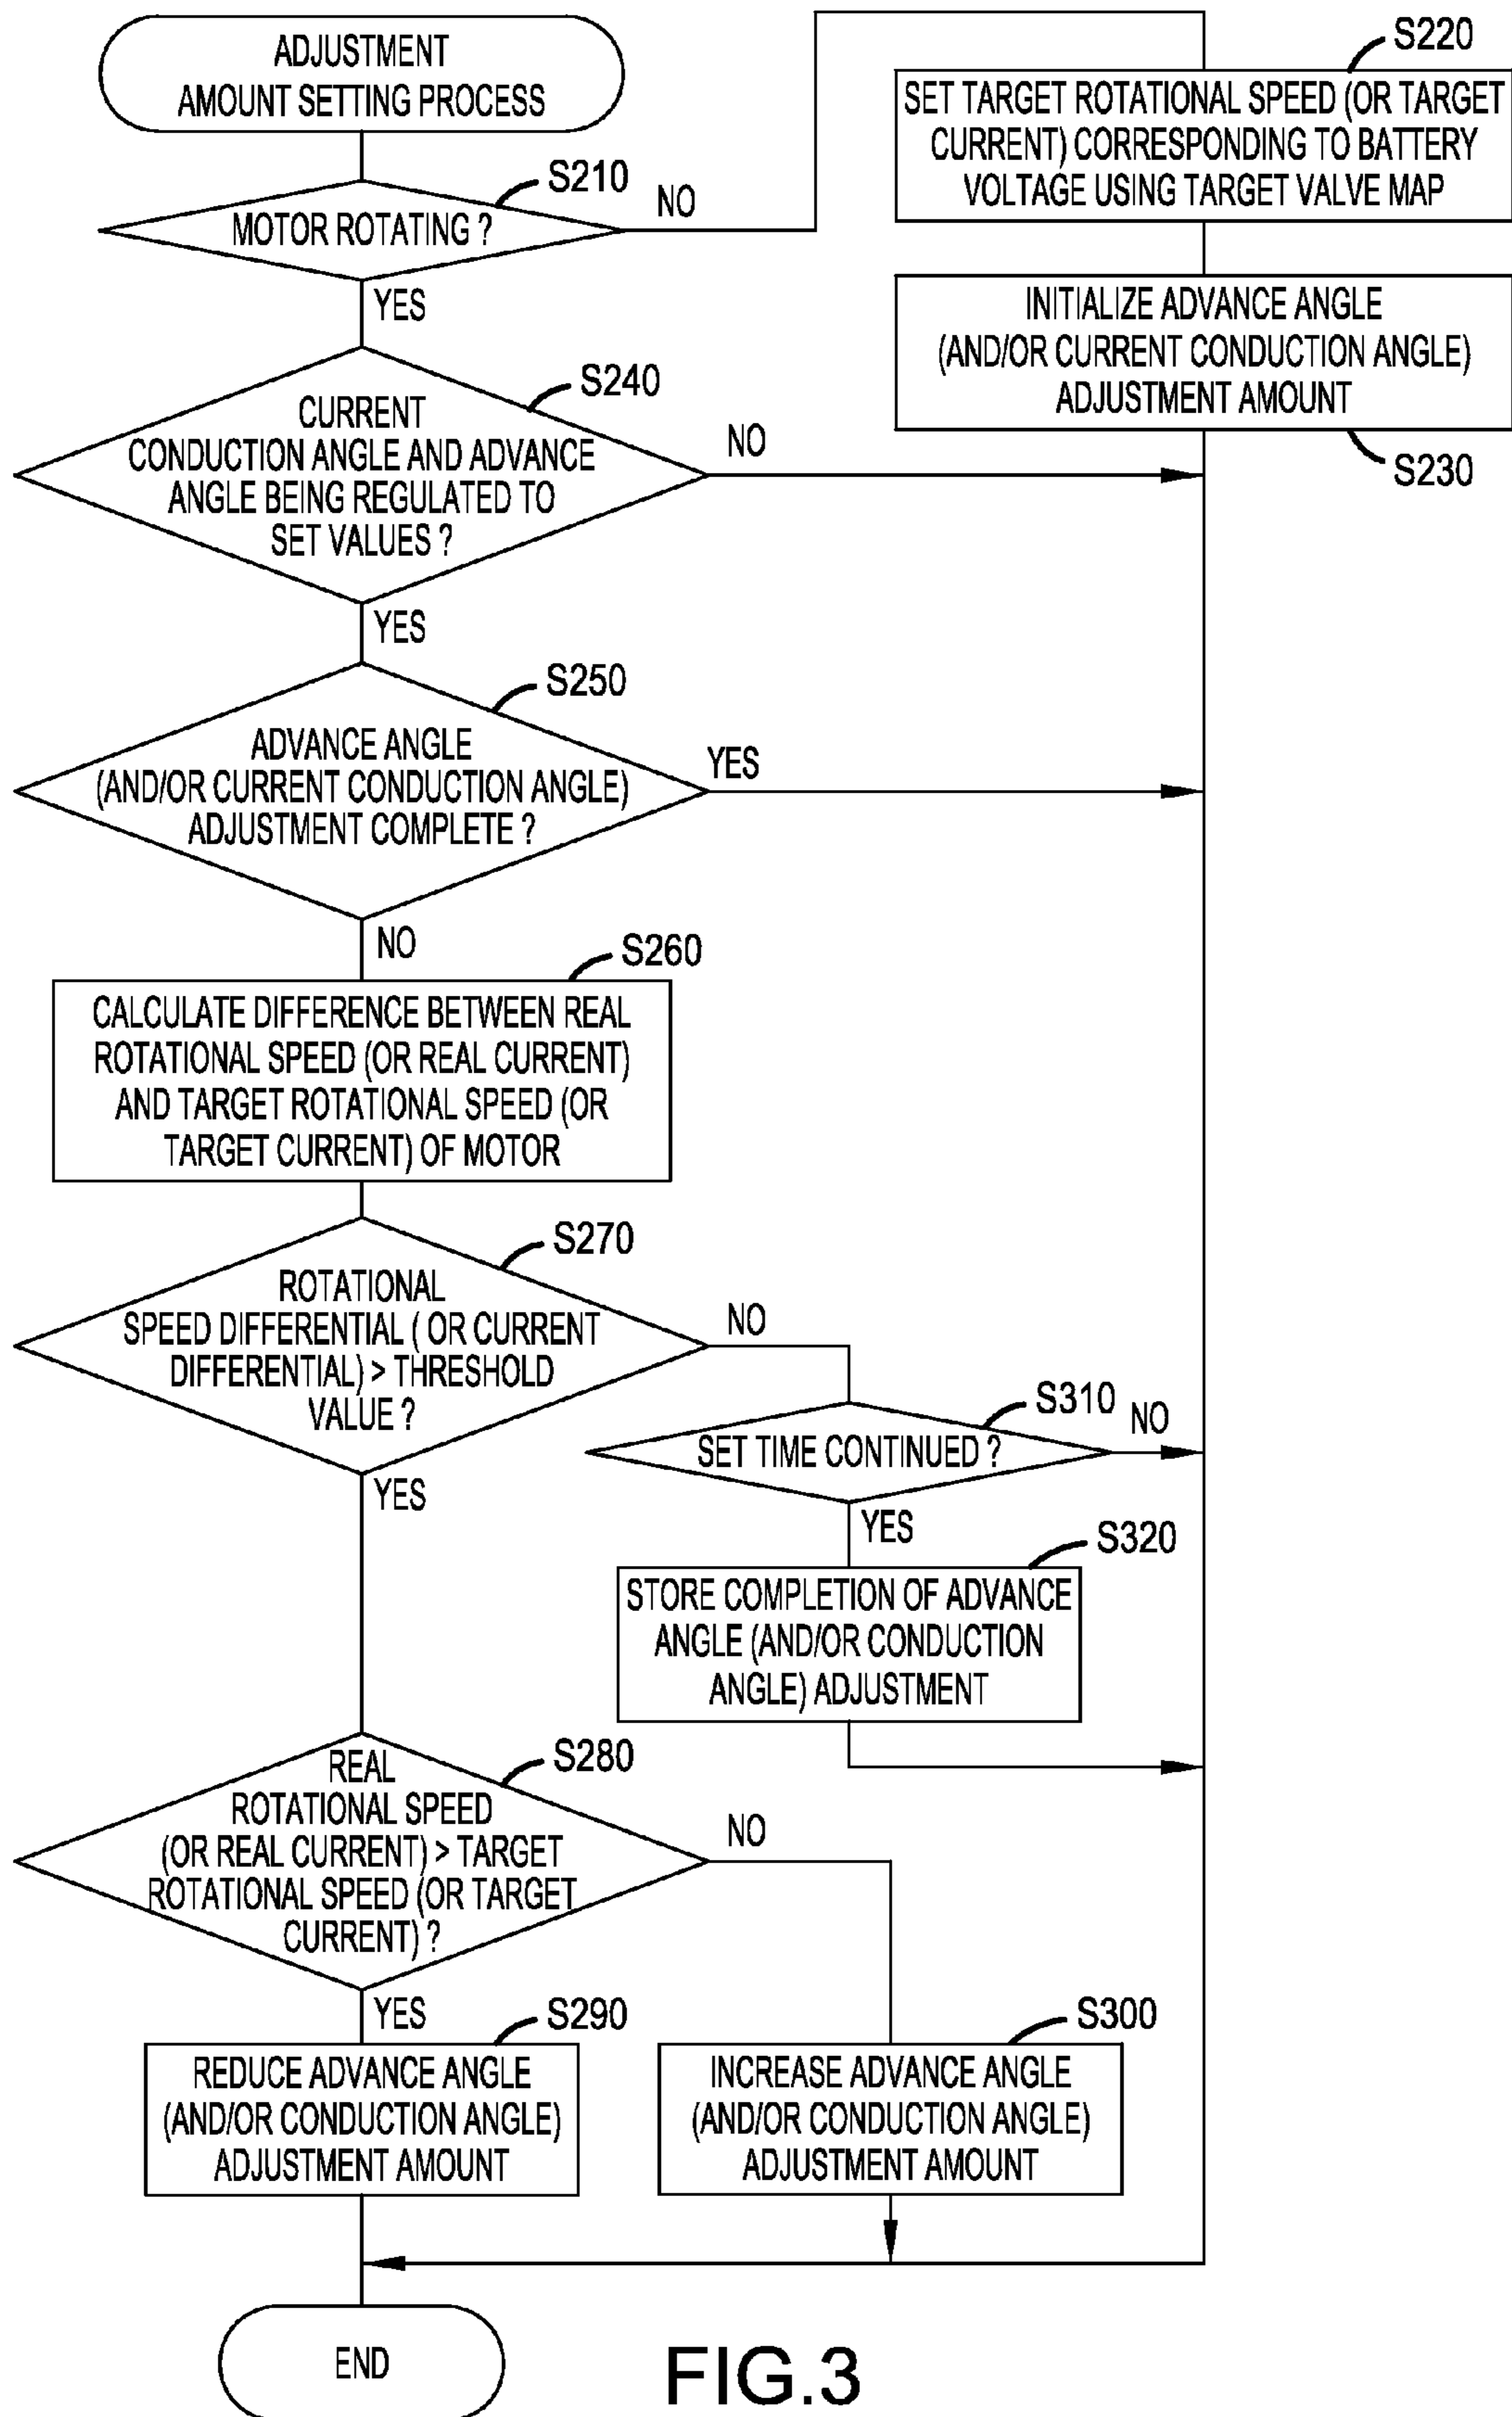 ADJUSTMENT
AMOUNT SETTING PROCESS
S210
MOTOR ROTATING ?
NO
YES
S220
SET TARGET ROTATIONAL SPEED (OR TARGET
CURRENT) CORRESPONDING TO BATTERY
VOLTAGE USING TARGET VALVE MAP
INITIALIZE ADVANCE ANGLE
(AND/OR CURRENT CONDUCTION ANGLE)
ADJUSTMENT AMOUNT
S230
S240
CURRENT
CONDUCTION ANGLE AND ADVANCE
ANGLE BEING REGULATED TO
SET VALUES ?
NO
YES
S250
ADVANCE ANGLE
(AND/OR CURRENT CONDUCTION ANGLE)
ADJUSTMENT COMPLETE ?
YES
NO
S260
CALCULATE DIFFERENCE BETWEEN REAL
ROTATIONAL SPEED (OR REAL CURRENT)
AND TARGET ROTATIONAL SPEED (OR
TARGET CURRENT) OF MOTOR
S270
ROTATIONAL
SPEED DIFFERENTIAL ( OR CURRENT
DIFFERENTIAL) > THRESHOLD
VALUE ?
NO
YES
S310
SET TIME CONTINUED ?
NO
YES
S320
STORE COMPLETION OF ADVANCE
ANGLE (AND/OR CONDUCTION
ANGLE) ADJUSTMENT
S280
REAL
ROTATIONAL SPEED
(OR REAL CURRENT) > TARGET
ROTATIONAL SPEED (OR TARGET
CURRENT) ?
NO
YES
S290
REDUCE ADVANCE ANGLE
(AND/OR CONDUCTION ANGLE)
ADJUSTMENT AMOUNT
S300
INCREASE ADVANCE ANGLE
(AND/OR CONDUCTION ANGLE)
ADJUSTMENT AMOUNT
END
FIG.3